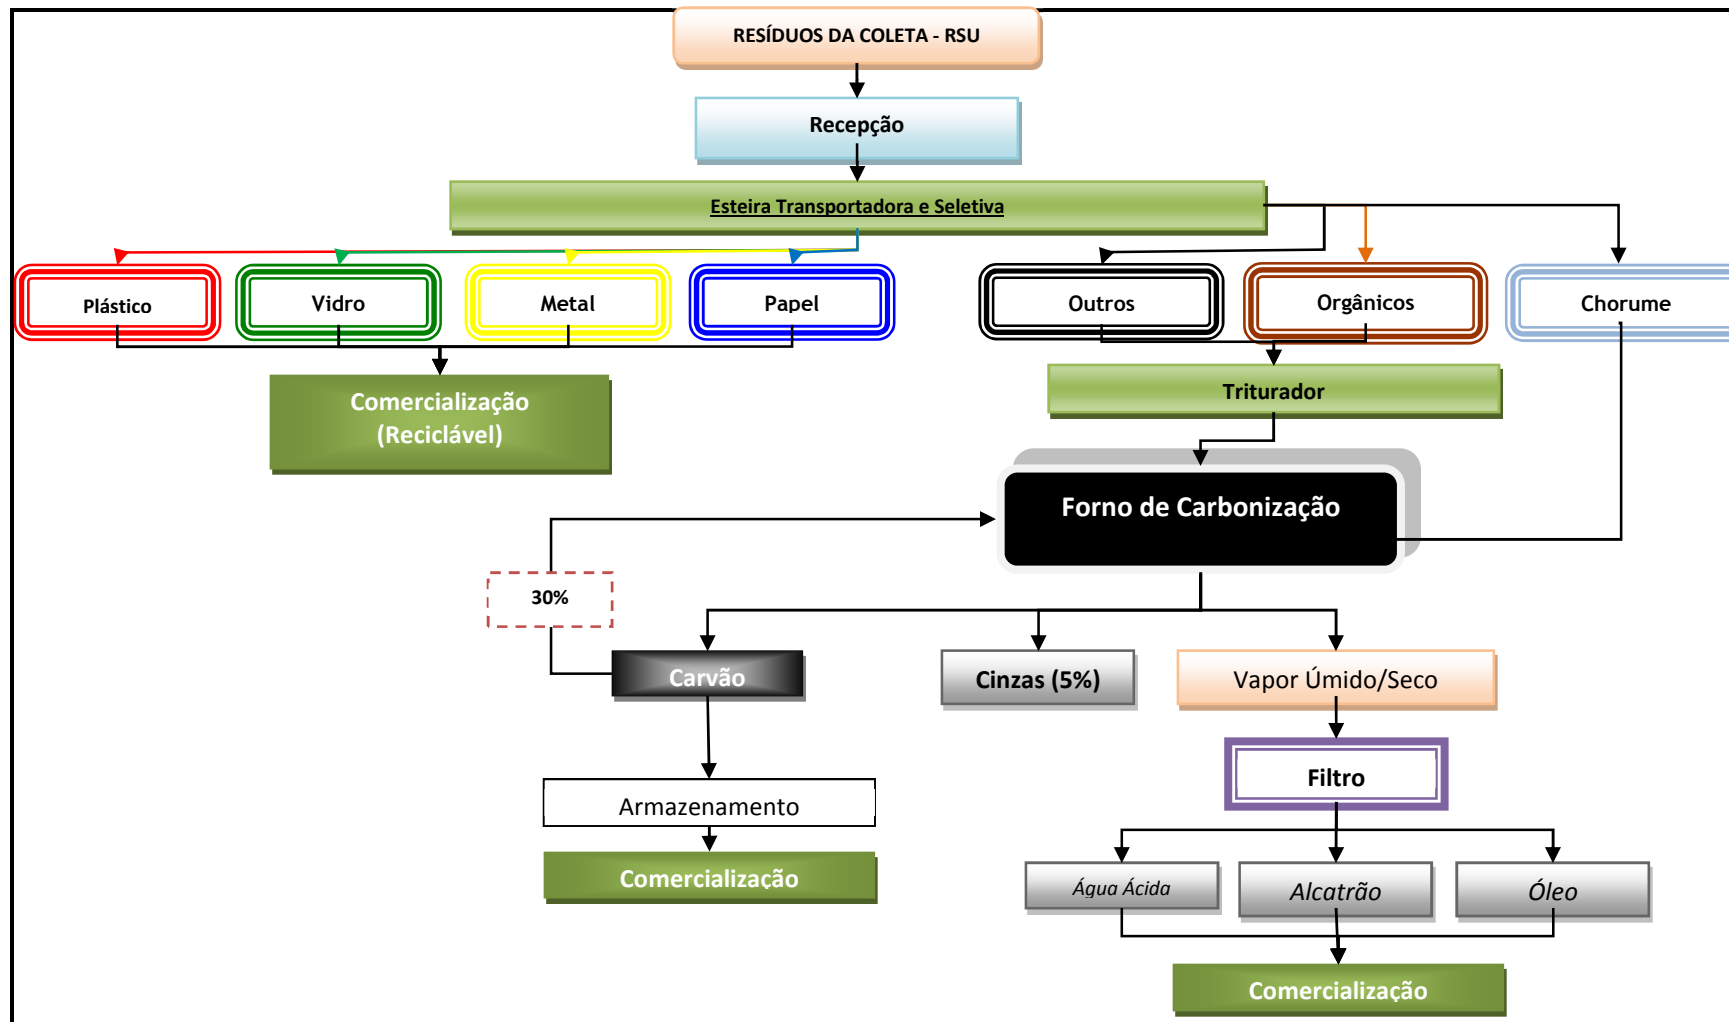 RESÍDUOS DA COLETA - RSU
Recepção
Esteira Transportadora e Seletiva
Plástico
Vidro
Metal
Papel
Outros
Orgânicos
Chorume
Comercialização
(Reciclável)
Triturador
Forno de Carbonização
30%
Carvão
Cinzas (5%)
Vapor Úmido/Seco
Filtro
Armazenamento
Comercialização
Água Ácida
Alcatrão
Óleo
Comercialização